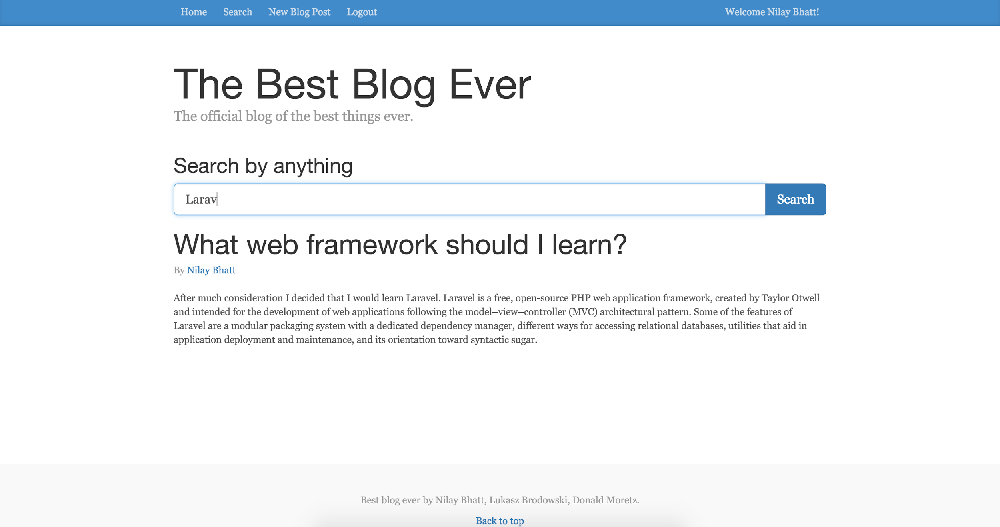 Home Search New Blog Post Logout Welcome Nilay Bhatt!
The Best Blog Ever
The official blog of the best things ever.
Search by anything
Larav Search
What web framework should I learn?
By Nilay Bhatt
After much consideration I decided that I would learn Laravel. Laravel is a free, open-source PHP web application framework, created by Taylor Otwell
and intended for the development of web applications following the model–view–controller (MVC) architectural pattern. Some of the features of
Laravel are a modular packaging system with a dedicated dependency manager, different ways for accessing relational databases, utilities that aid in
application deployment and maintenance, and its orientation toward syntactic sugar.
Best blog ever by Nilay Bhatt, Lukasz Brodowski, Donald Moretz.
Back to top